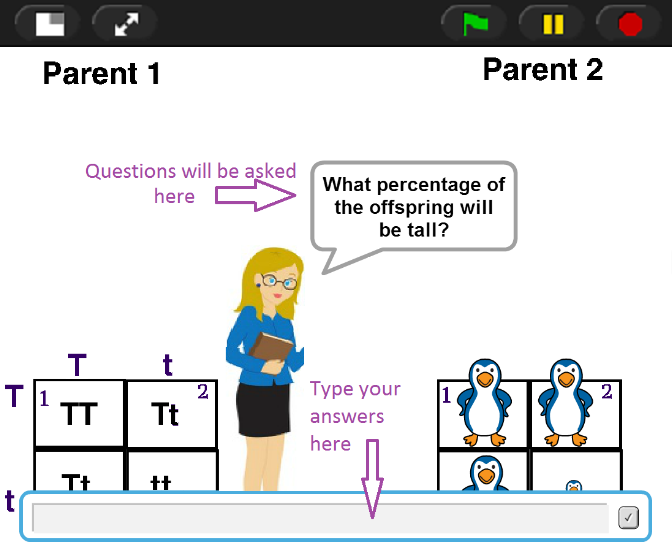 Parent 1
Parent 2
Questions will be asked
here
What percentage of
the offspring will
be tall?
T
t
T
1
TT
Tt
2
t
Tt
tt
Type your
answers
here
1
2